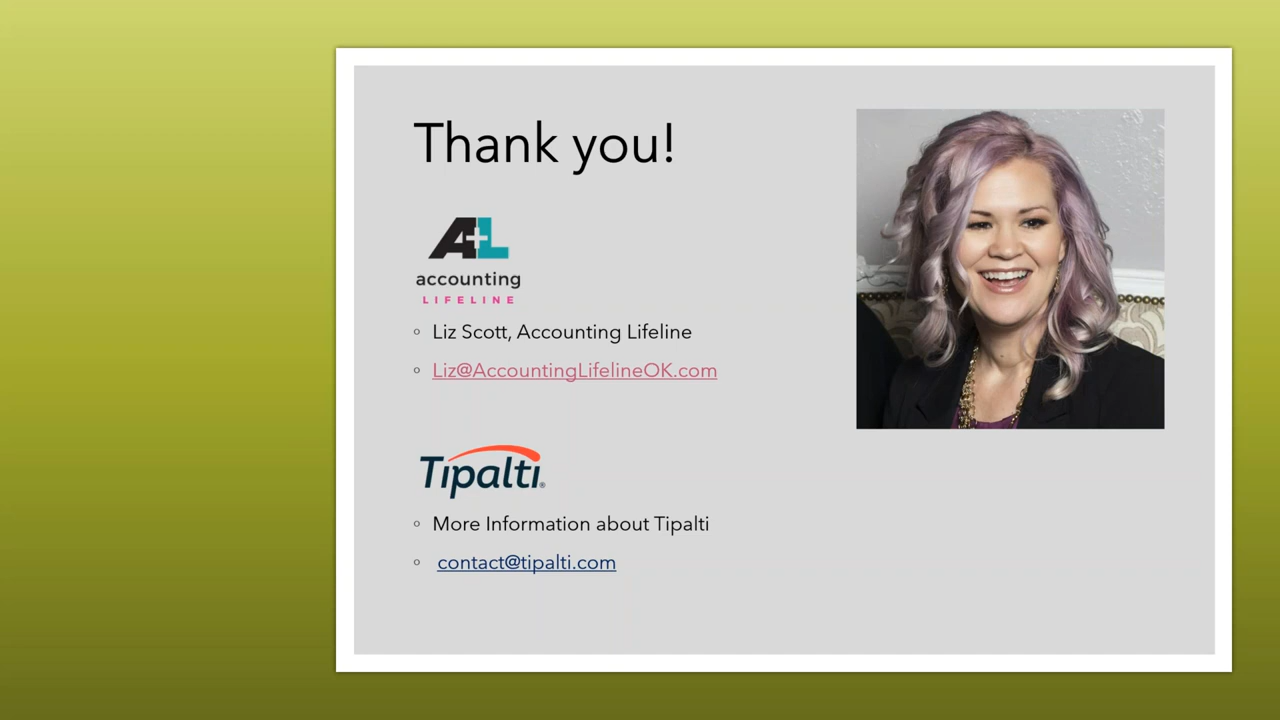 Thank you!
A+L
accounting
LIFELINE
Liz Scott, Accounting Lifeline
Liz@AccountingLifelineOK.com
Tipalti®
More Information about Tipalti
contact@tipalti.com